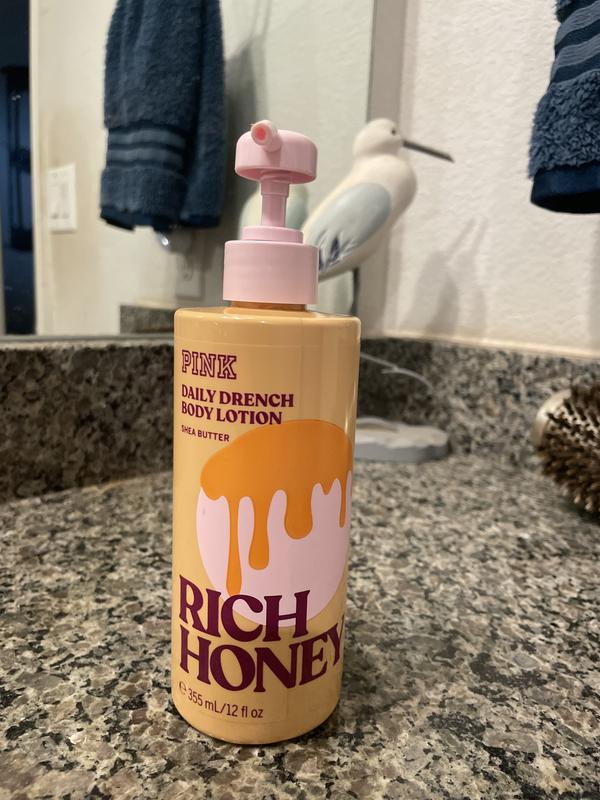 PINK
DAILY DRENCH
BODY LOTION
SHEA BUTTER
RICH
HONEY
℮ 355 mL/12 fl oz